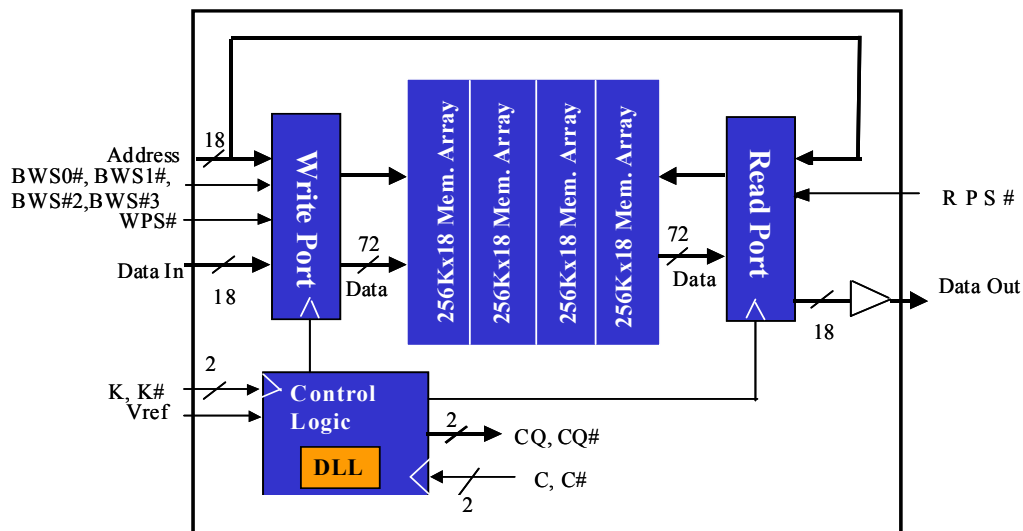 18
Address
BWS0#, BWS1#,
BWS#2,BWS#3
WPS#
Data In
18
Write Port
72
Data
256Kx18 Mem. Array
256Kx18 Mem. Array
256Kx18 Mem. Array
256Kx18 Mem. Array
72
Data
Read Port
R P S #
Data Out
18
2
K, K#
Vref
Control
Logic
DLL
2
CQ, CQ#
C, C#
2